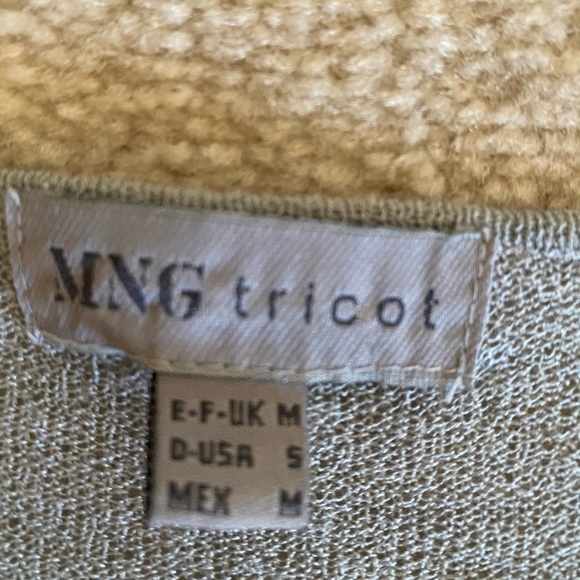 MNG tricot
E-F-UK M
D-USA S
MEX M